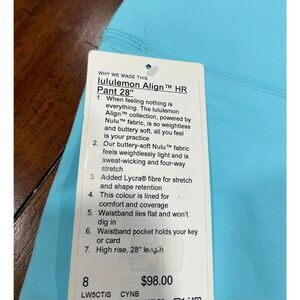 WHY WE MADE THIS
lululemon Align™ HR
Pant 28"
1. When feeling nothing is
everything. The lululemon
Align™ collection, powered by
Nulu™ fabric, is so weightless
and buttery soft, all you feel
is your practice
2. Our buttery-soft Nulu™ fabric
feels weightlessly light and is
sweat-wicking and four-way
stretch
3. Added Lycra® fibre for stretch
and shape retention
4. This colour is lined for
comfort and coverage
5. Waistband lies flat and won't
dig in
6. Waistband pocket holds your key
or card
7. High rise, 28" length
8 $98.00
LW5CTIS CYNB